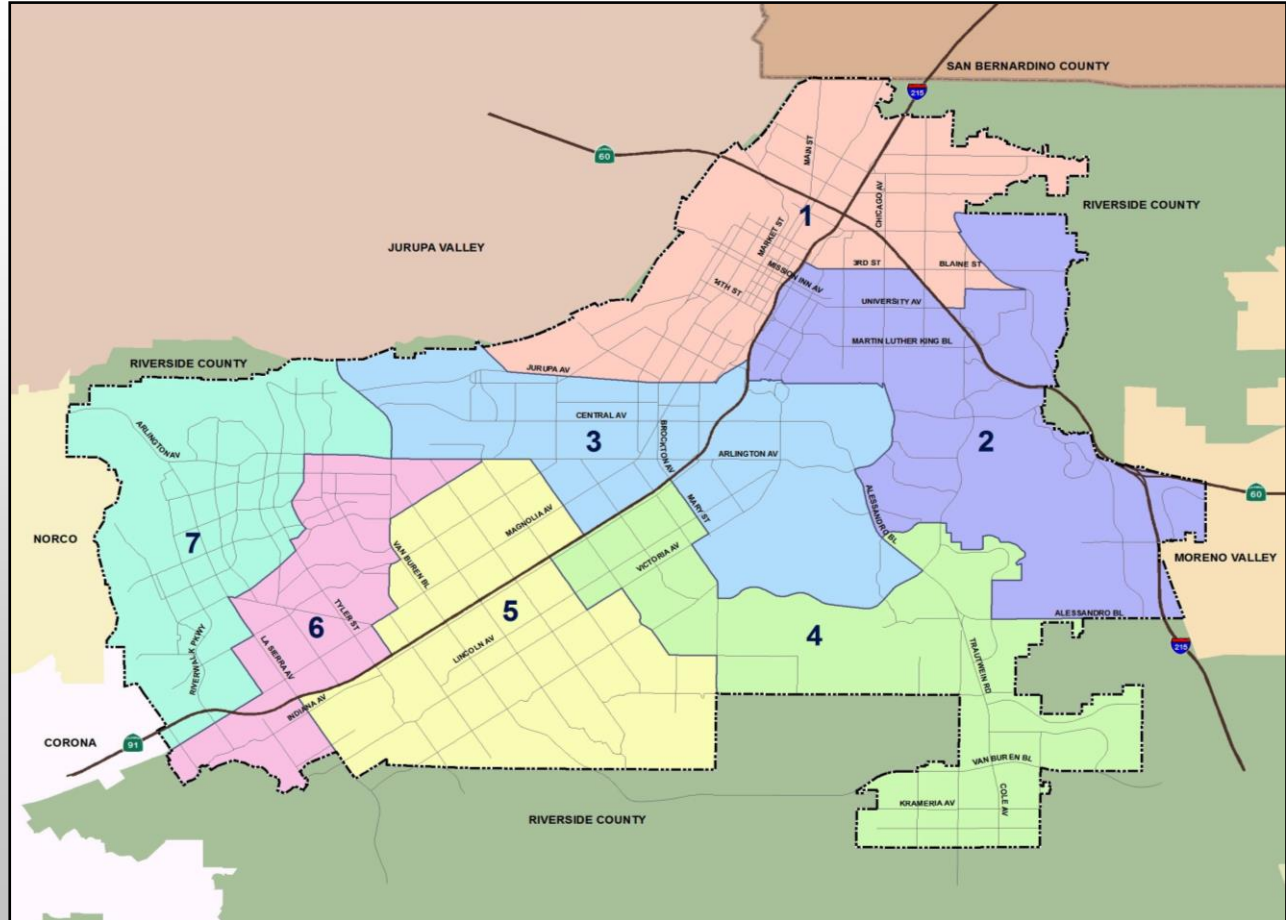 SAN BERNARDINO COUNTY
215
60
MAIN ST
CHICAGO AV
RIVERSIDE COUNTY
1
MARKET ST
JURUPA VALLEY
3RD ST
BLAINE ST
MISSION INN AV
14TH ST
UNIVERSITY AV
MARTIN LUTHER KING BL
RIVERSIDE COUNTY
JURUPA AV
CENTRAL AV
ARLINGTON AV
BROCKTON AV
3
2
ARLINGTON AV
60
ALESSANDRO BL
MARY ST
MAGNOLIA AV
NORCO
7
VAN BUREN BL
VICTORIA AV
MORENO VALLEY
TYLER ST
5
ALESSANDRO BL
6
4
LINCOLN AV
215
LA SIERRA AV
TRAUTWEIN RD
RIVERWALK PKWY
INDIANA AV
CORONA
91
VAN BUREN BL
COLE AV
KRAMERIA AV
RIVERSIDE COUNTY